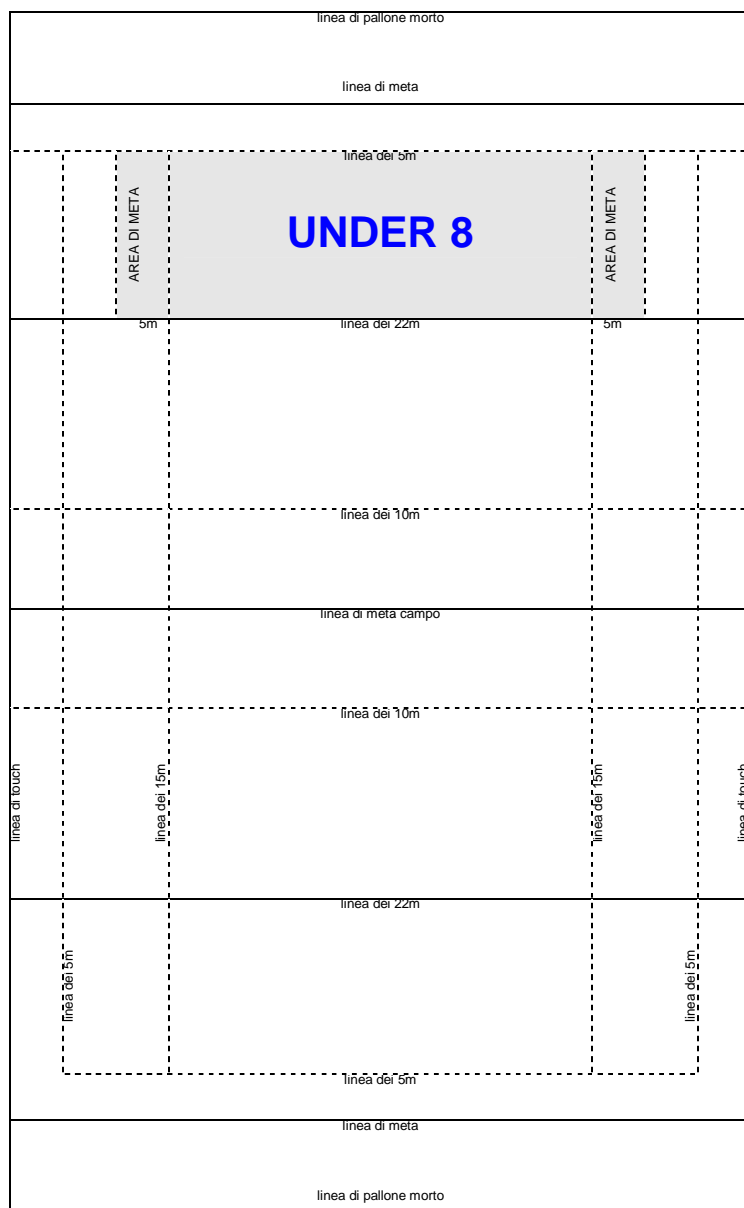 linea di pallone morto
linea di meta
linea dei 5m
AREA DI META
UNDER 8
AREA DI META
5m
linea dei 22m
5m
linea dei 10m
linea di meta campo
linea dei 10m
linea di touch
linea dei 15m
linea dei 15m
linea di touch
linea dei 22m
linea dei 5m
linea dei 5m
linea dei 5m
linea di meta
linea di pallone morto